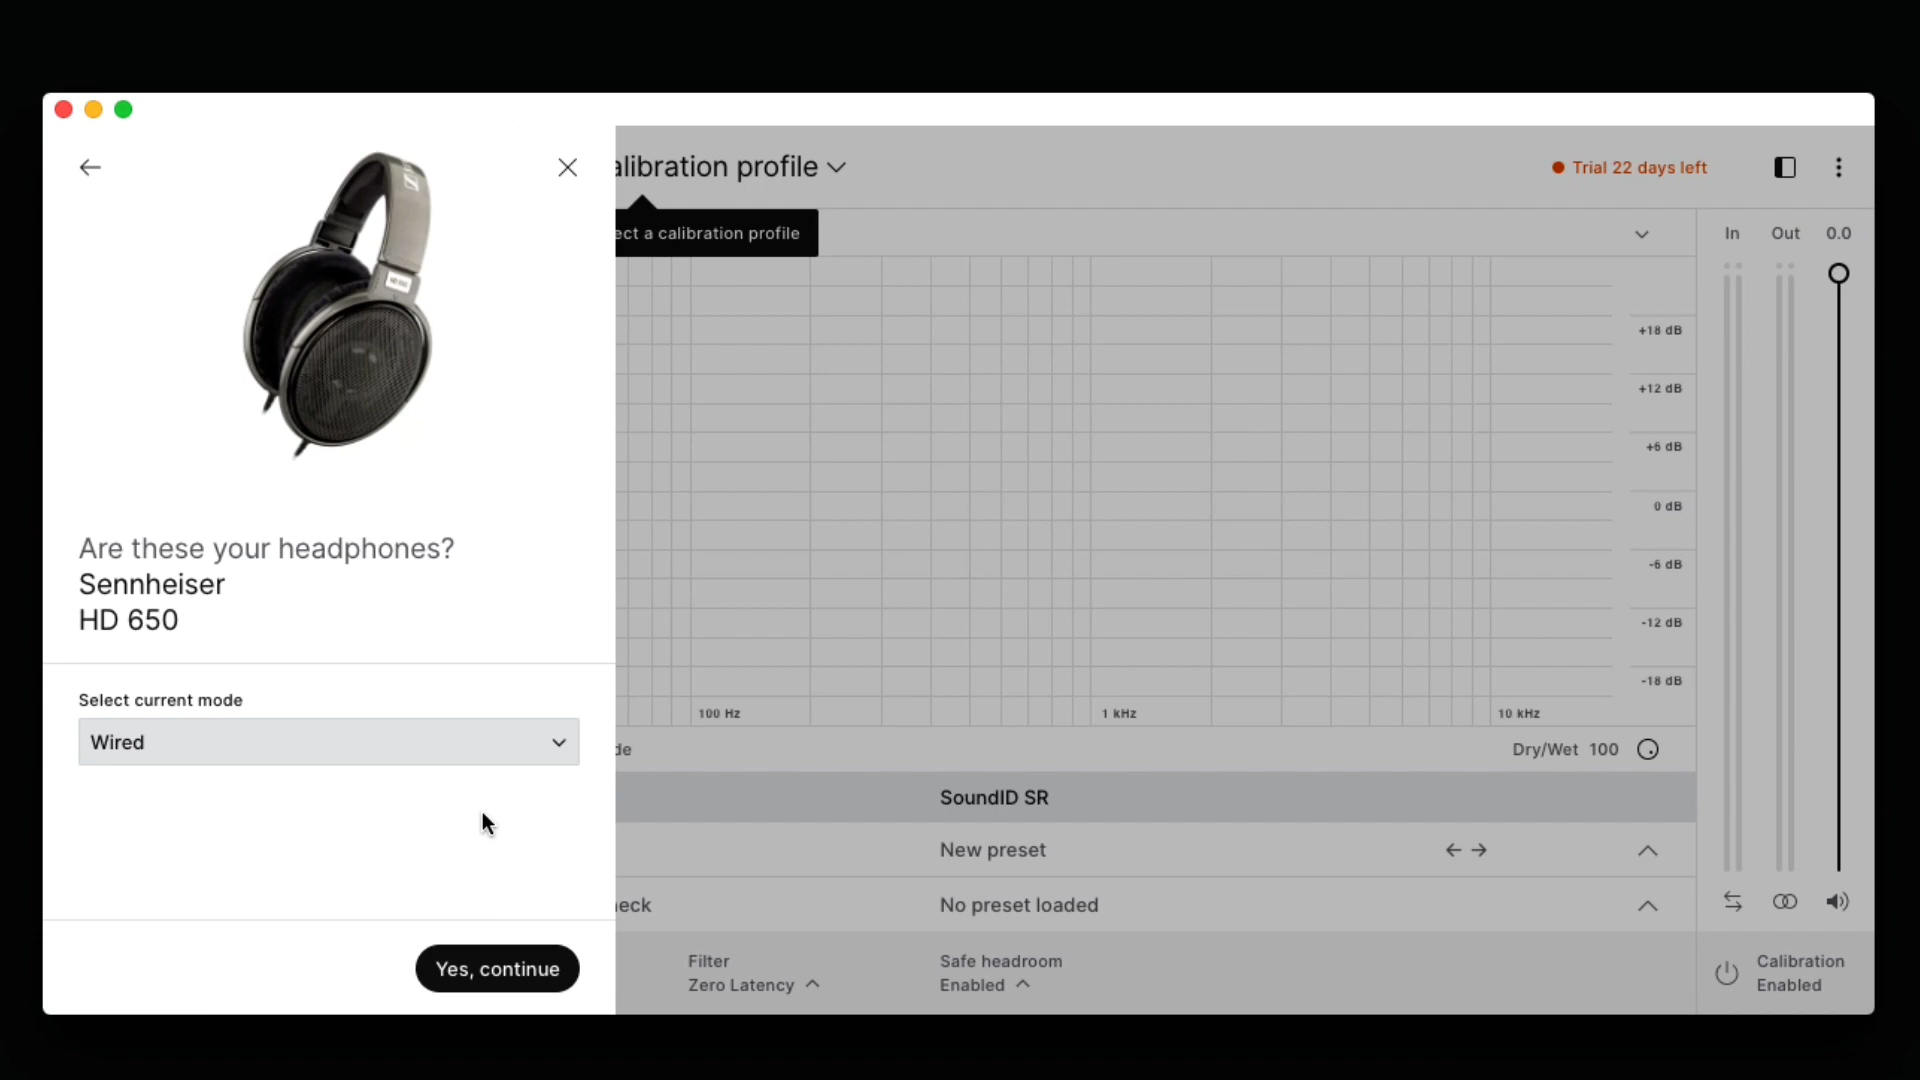 Are these your headphones?
Sennheiser
HD 650
Select current mode
Wired
Yes, continue
alibration profile
ect a calibration profile
Trial 22 days left
In Out 0.0
+18 dB
+12 dB
+6 dB
0 dB
-6 dB
-12 dB
-18 dB
100 Hz 1 kHz 10 kHz
de
Dry/Wet 100
SoundID SR
New preset
eck
No preset loaded
Filter
Zero Latency
Safe headroom
Enabled
Calibration
Enabled